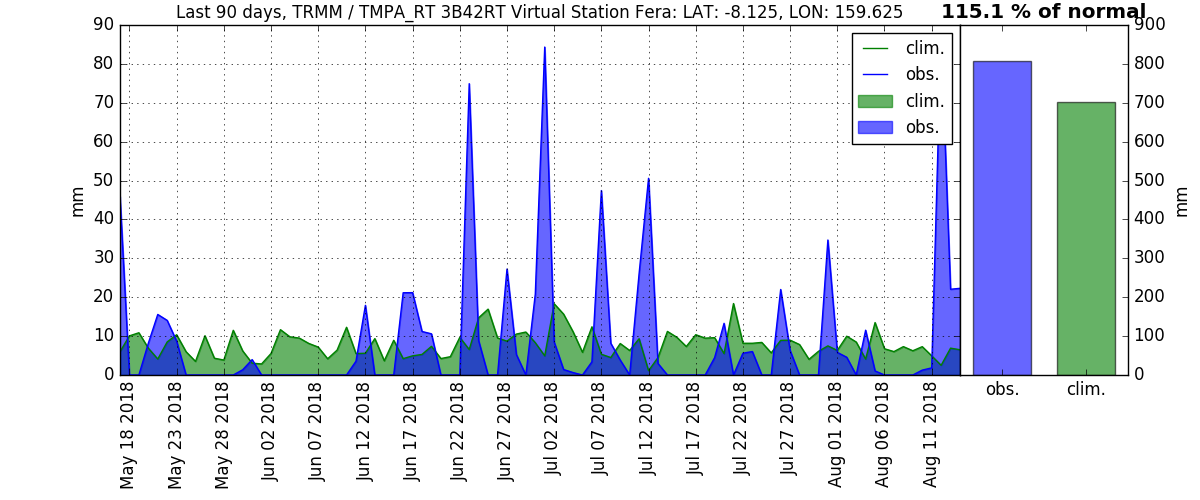 Last 90 days, TRMM / TMPA_RT 3B42RT Virtual Station Fera: LAT: -8.125, LON: 159.625
115.1 % of normal
90
80
70
60
50
40
30
20
10
0
mm
clim.
obs.
clim.
obs.
900
800
700
600
500
400
300
200
100
0
mm
May 18 2018
May 23 2018
May 28 2018
Jun 02 2018
Jun 07 2018
Jun 12 2018
Jun 17 2018
Jun 22 2018
Jun 27 2018
Jul 02 2018
Jul 07 2018
Jul 12 2018
Jul 17 2018
Jul 22 2018
Jul 27 2018
Aug 01 2018
Aug 06 2018
Aug 11 2018
obs.
clim.